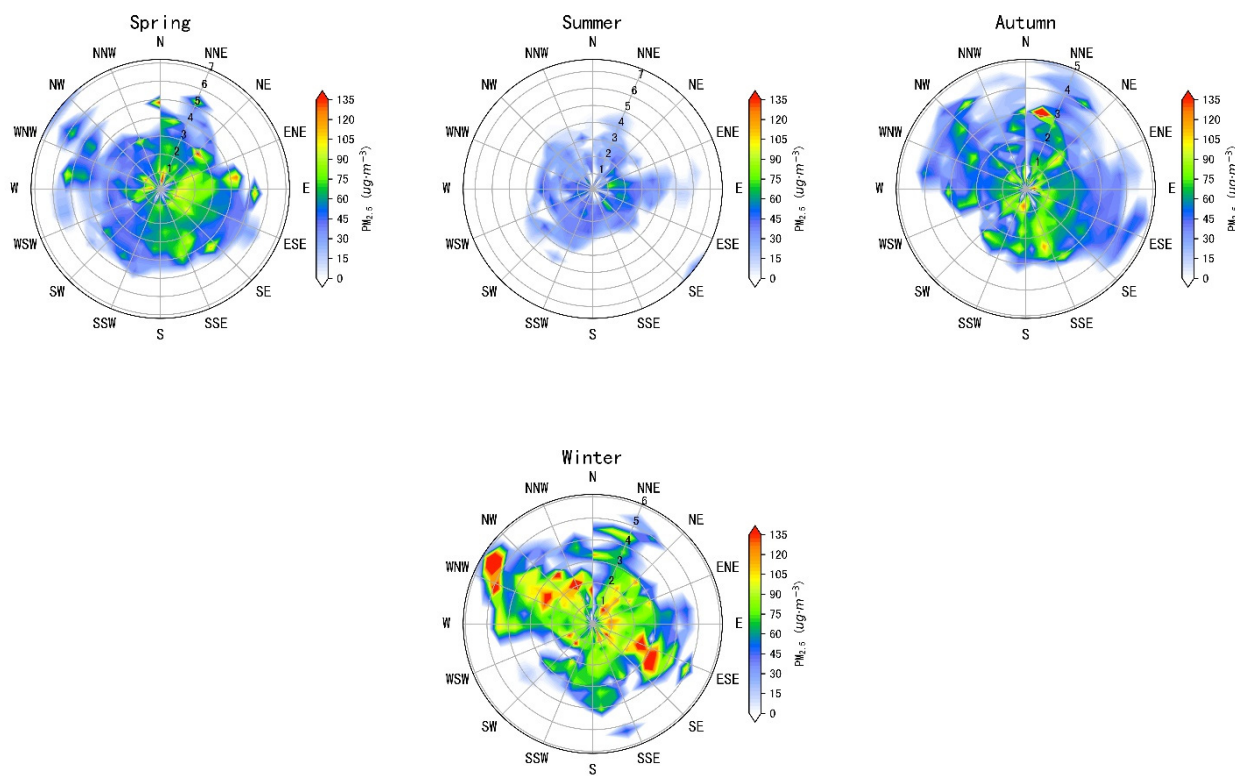 Spring
N
NNE
NE
ENE
E
ESE
SE
SSE
S
SSW
SW
WSW
W
WNW
NW
NNW
1
2
3
4
5
6
7
135
120
105
90
75
60
45
30
15
0
PM2.5 (ug·m⁻³)
Summer
N
NNE
NE
ENE
E
ESE
SE
SSE
S
SSW
SW
WSW
W
WNW
NW
NNW
1
2
3
4
5
6
7
135
120
105
90
75
60
45
30
15
0
PM2.5 (ug·m⁻³)
Autumn
N
NNE
NE
ENE
E
ESE
SE
SSE
S
SSW
SW
WSW
W
WNW
NW
NNW
1
2
3
4
5
135
120
105
90
75
60
45
30
15
0
PM2.5 (ug·m⁻³)
Winter
N
NNE
NE
ENE
E
ESE
SE
SSE
S
SSW
SW
WSW
W
WNW
NW
NNW
1
2
3
4
5
6
135
120
105
90
75
60
45
30
15
0
PM2.5 (ug·m⁻³)